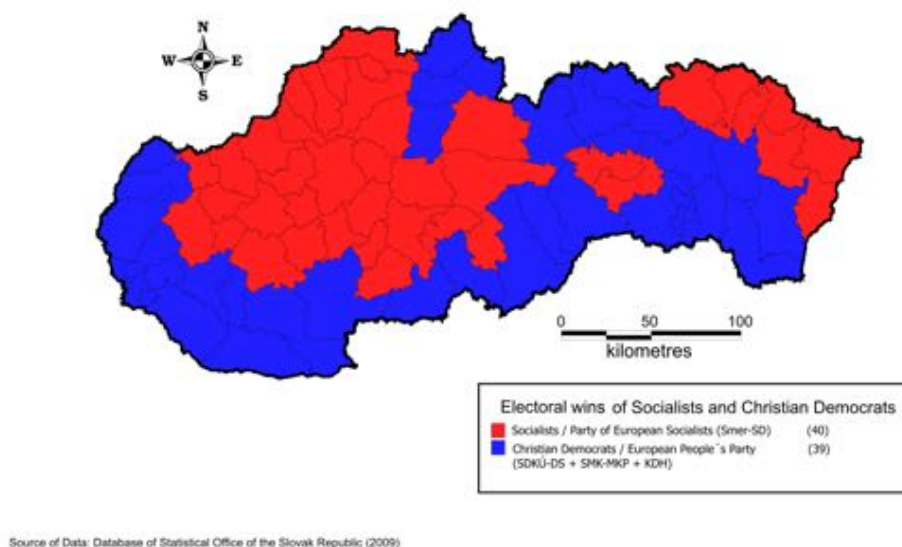 N
W E
S
0 50 100
kilometres
Electoral wins of Socialists and Christian Democrats
Socialists / Party of European Socialists (Smer-SD) (40)
Christian Democrats / European People´s Party (39)
(SDKÚ-DS + SMK-MKP + KDH)
Source of Data: Database of Statistical Office of the Slovak Republic (2009)